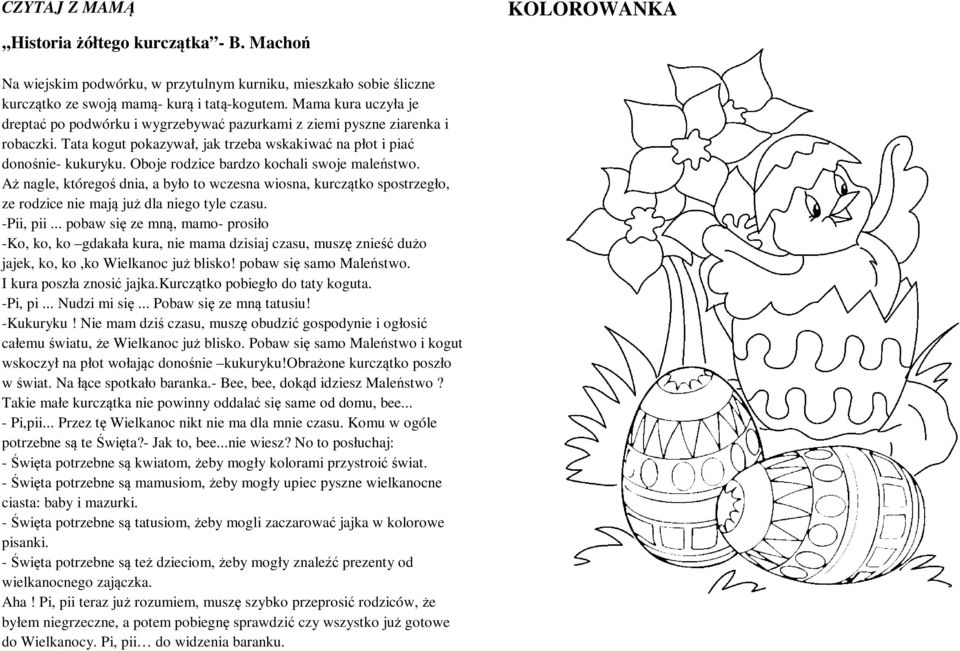 CZYTAJ Z MAMĄ
„Historia żółtego kurczątka”- B. Machoń
Na wiejskim podwórku, w przytulnym kurniku, mieszkało sobie śliczne
kurczątko ze swoją mamą- kurą i tatą-kogutem. Mama kura uczyła je
dreptać po podwórku i wygrzebywać pazurkami z ziemi pyszne ziarenka i
robaczki. Tata kogut pokazywał, jak trzeba wskakiwać na płot i piać
donośnie- kukuryku. Oboje rodzice bardzo kochali swoje maleństwo.
Aż nagle, któregoś dnia, a było to wczesna wiosna, kurczątko spostrzegło,
ze rodzice nie mają już dla niego tyle czasu.
-Pii, pii ... pobaw się ze mną, mamo- prosiło
-Ko, ko, ko –gdakała kura, nie mama dzisiaj czasu, muszę znieść dużo
jajek, ko, ko ,ko Wielkanoc już blisko! pobaw się samo Maleństwo.
I kura poszła znosić jajka.Kurczątko pobiegło do taty koguta.
-Pi, pi ... Nudzi mi się ... Pobaw się ze mną tatusiu!
-Kukuryku ! Nie mam dziś czasu, muszę obudzić gospodynie i ogłosić
całemu światu, że Wielkanoc już blisko. Pobaw się samo Maleństwo i kogut
wskoczył na płot wołając donośnie –kukuryku!Obrażone kurczątko poszło
w świat. Na łące spotkało baranka.- Bee, bee, dokąd idziesz Maleństwo ?
Takie małe kurczątka nie powinny oddalać się same od domu, bee...
- Pi,pii... Przez tę Wielkanoc nikt nie ma dla mnie czasu. Komu w ogóle
potrzebne są te Święta?- Jak to, bee...nie wiesz? No to posłuchaj:
- Święta potrzebne są kwiatom, żeby mogły kolorami przystroić świat.
- Święta potrzebne są mamusiom, żeby mogły upiec pyszne wielkanocne
ciasta: baby i mazurki.
- Święta potrzebne są tatusiom, żeby mogli zaczarować jajka w kolorowe
pisanki.
- Święta potrzebne są też dzieciom, żeby mogły znaleźć prezenty od
wielkanocnego zajączka.
Aha ! Pi, pii teraz już rozumiem, muszę szybko przeprosić rodziców, że
byłem niegrzeczne, a potem pobiegnę sprawdzić czy wszystko już gotowe
do Wielkanocy. Pi, pii… do widzenia baranku.
KOLOROWANKA